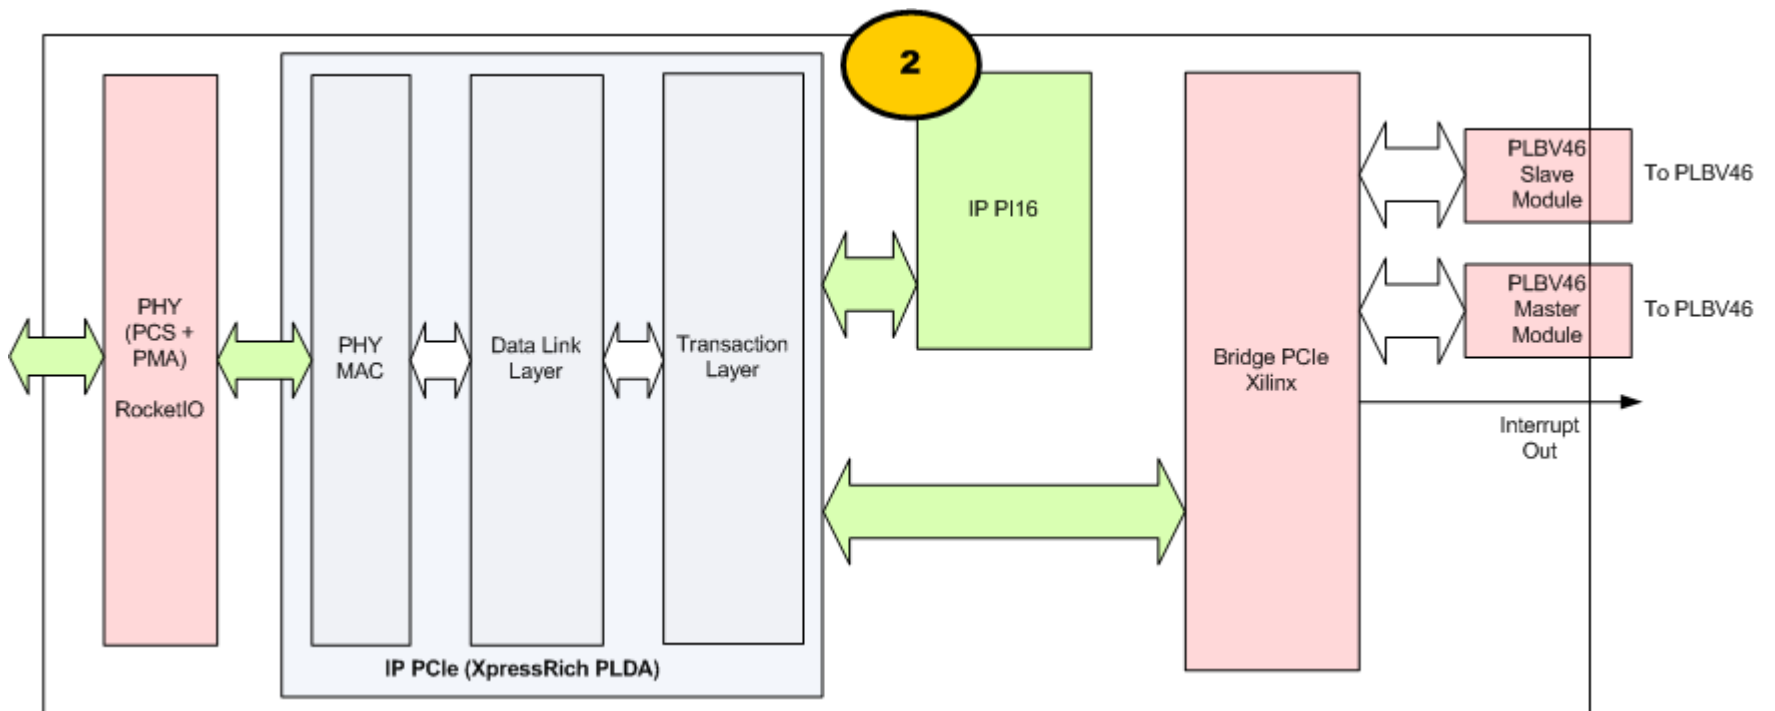 2
PHY
(PCS +
PMA)
RocketIO
PHY
MAC
Data Link
Layer
Transaction
Layer
IP PCIe (XpressRich PLDA)
IP PI16
Bridge PCIe
Xilinx
PLBV46
Slave
Module
To PLBV46
PLBV46
Master
Module
To PLBV46
Interrupt
Out